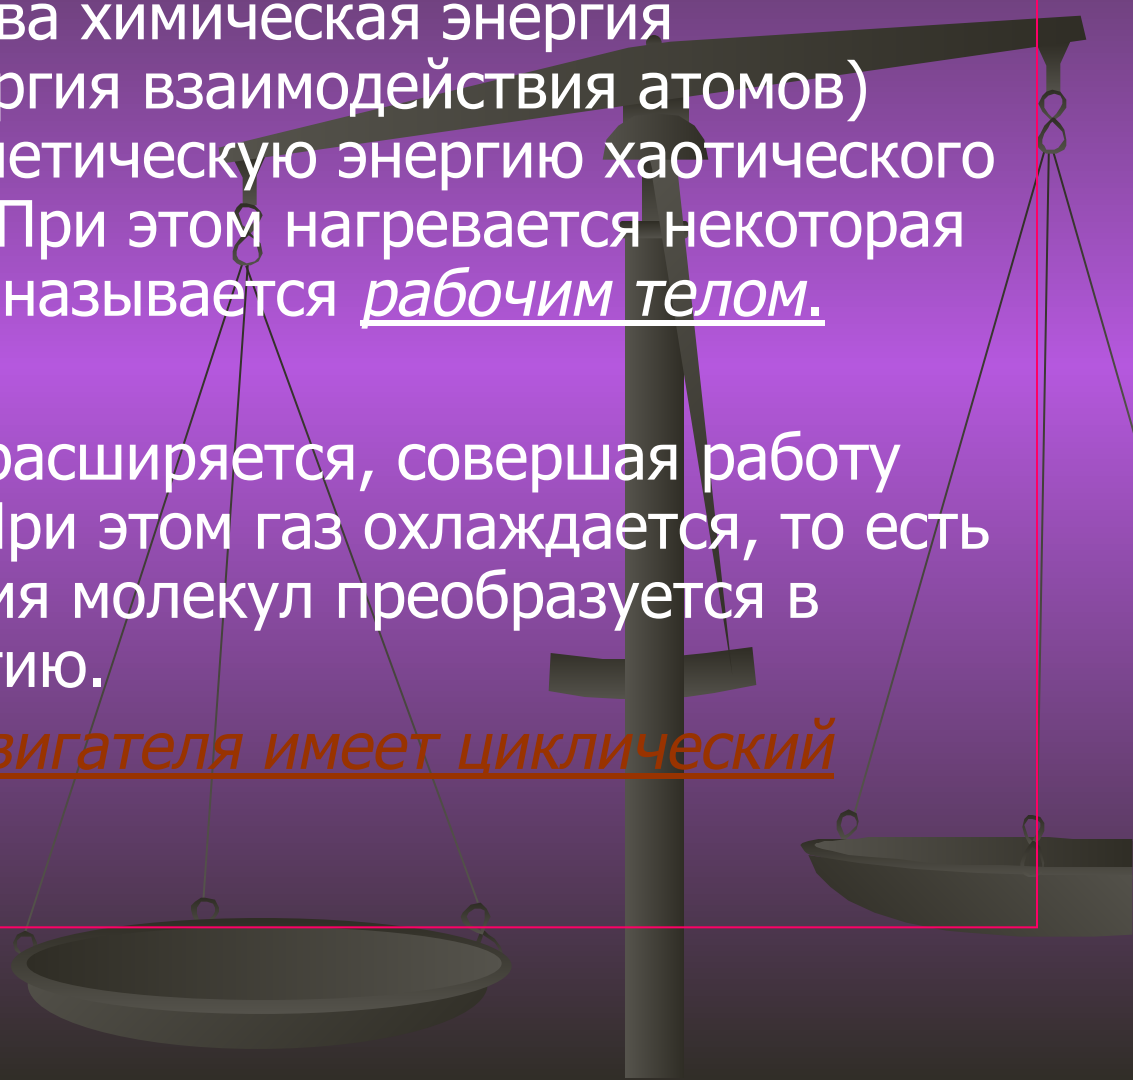 ва химическая энергия
ргия взаимодействия атомов)
нетическую энергию хаотического
При этом нагревается некоторая
называется рабочим телом.
расширяется, совершая работу
При этом газ охлаждается, то есть
ия молекул преобразуется в
гию.
вигателя имеет циклический